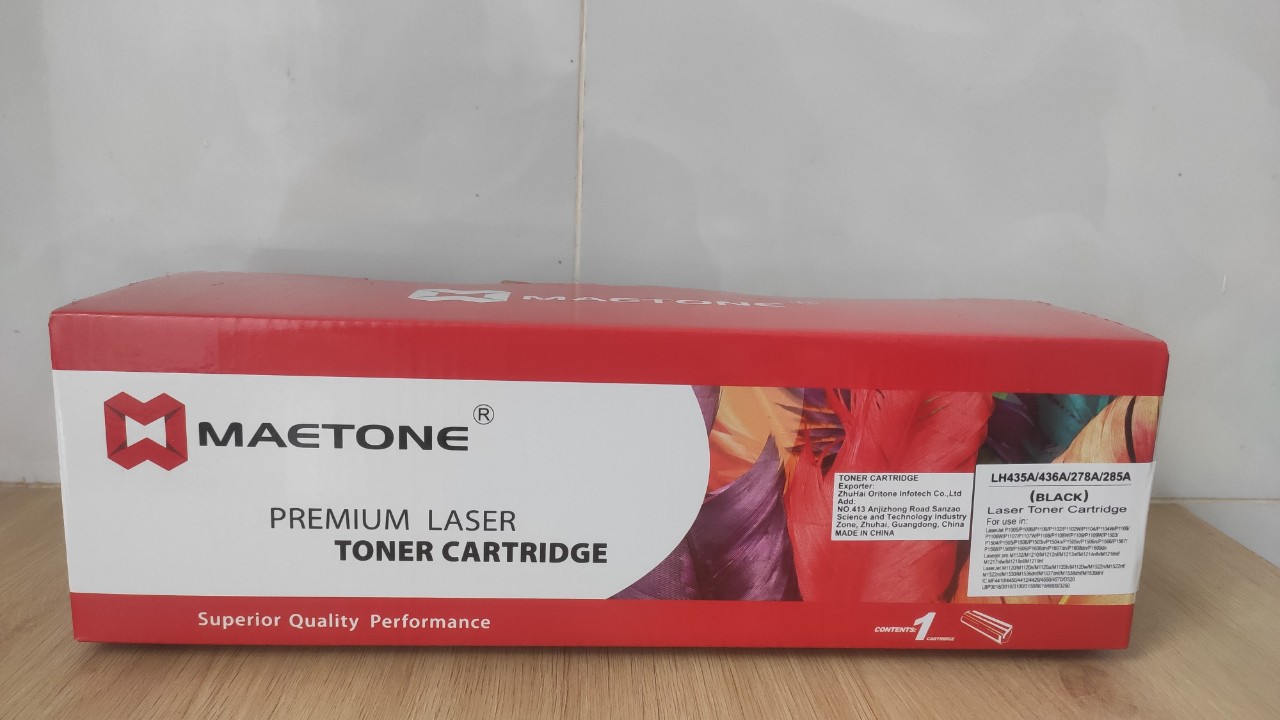 MAETONE®
MAETONE®
PREMIUM LASER
TONER CARTRIDGE
Superior Quality Performance
TONER CARTRIDGE
Exporter:
ZhuHai Oritone Infotech Co.,Ltd
Add:
NO.413 Anjizhong Road Sanzao
Science and Technology Industry
Zone, Zhuhai, Guangdong, China
MADE IN CHINA
LH435A/436A/278A/285A
(BLACK)
Laser Toner Cartridge
For use in:
CONTENTS: 1 CARTRIDGE